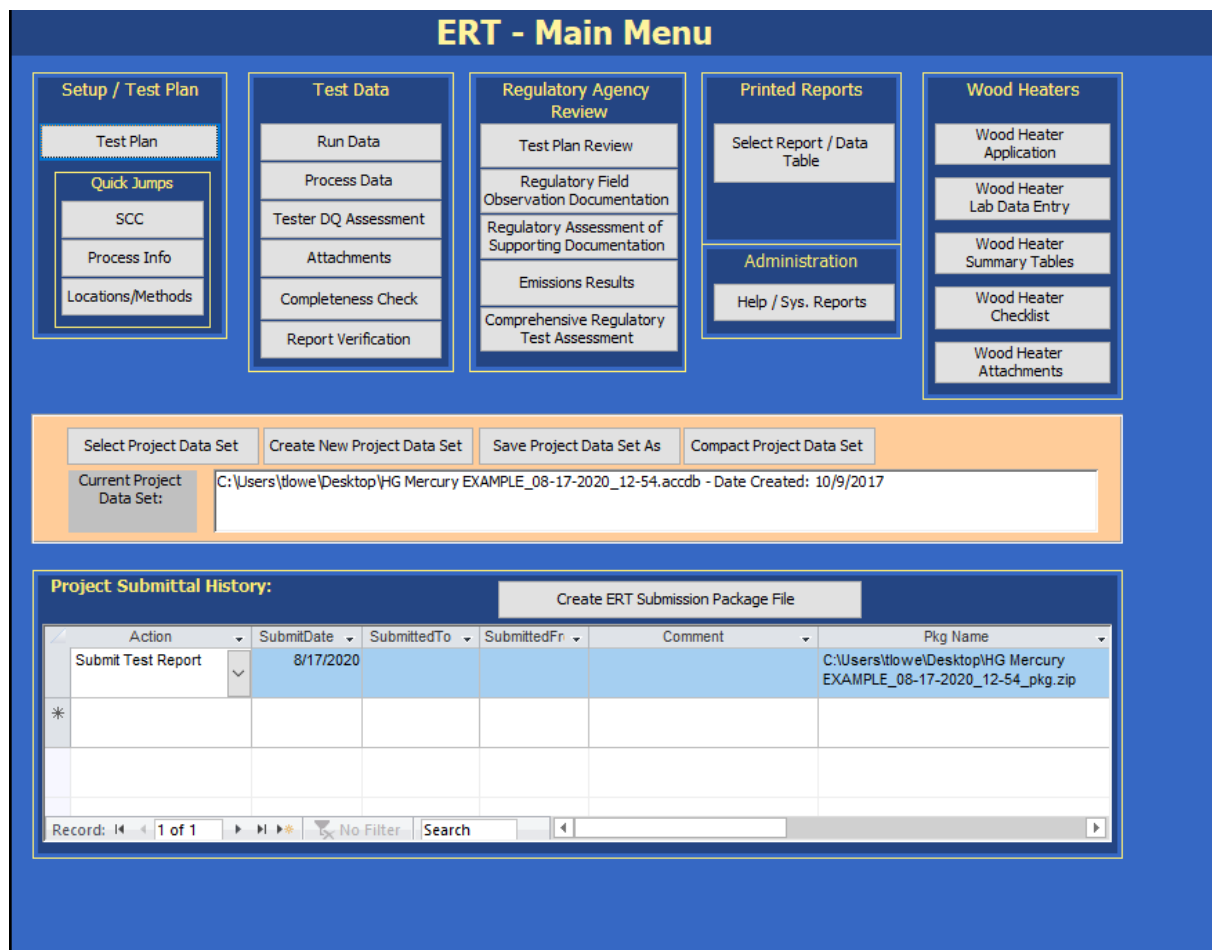 ERT - Main Menu
Setup / Test Plan
Test Plan
Quick Jumps
SCC
Process Info
Locations/Methods
Test Data
Run Data
Process Data
Tester DQ Assessment
Attachments
Completeness Check
Report Verification
Regulatory Agency
Review
Test Plan Review
Regulatory Field
Observation Documentation
Regulatory Assessment of
Supporting Documentation
Emissions Results
Comprehensive Regulatory
Test Assessment
Printed Reports
Select Report / Data
Table
Administration
Help / Sys. Reports
Wood Heaters
Wood Heater
Application
Wood Heater
Lab Data Entry
Wood Heater
Summary Tables
Wood Heater
Checklist
Wood Heater
Attachments
Select Project Data Set
Create New Project Data Set
Save Project Data Set As
Compact Project Data Set
Current Project
Data Set:
C:\Users\tlowe\Desktop\HG Mercury EXAMPLE_08-17-2020_12-54.accdb - Date Created: 10/9/2017
Project Submittal History:
Create ERT Submission Package File
Action SubmitDate SubmittedTo SubmittedFr Comment Pkg Name
Submit Test Report 8/17/2020 C:\Users\tlowe\Desktop\HG Mercury
EXAMPLE_08-17-2020_12-54_pkg.zip
Record: 1 of 1 No Filter Search